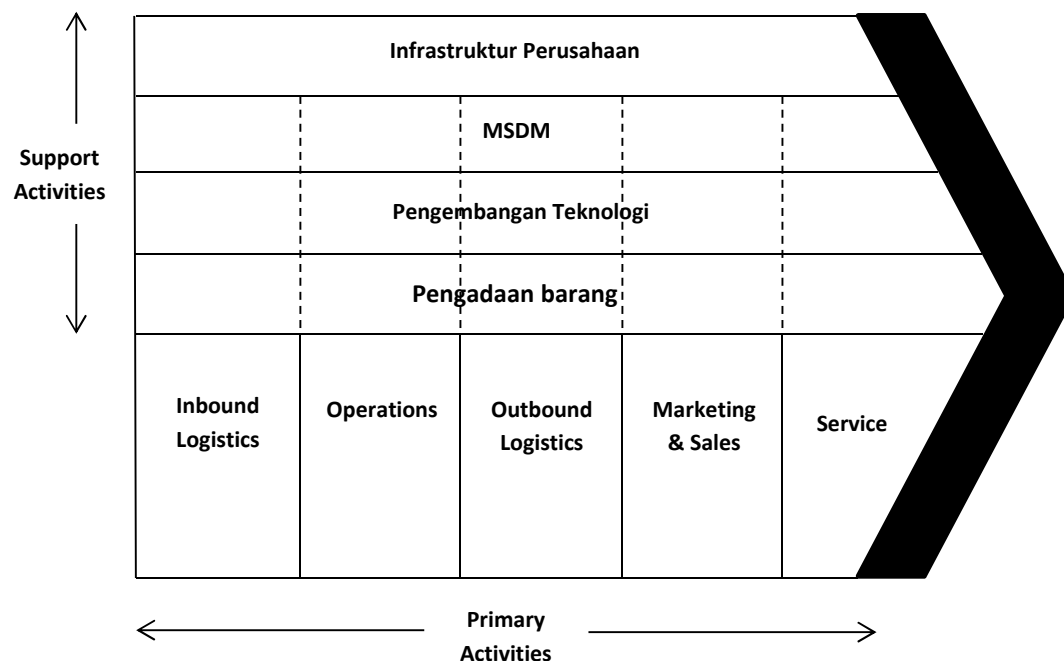 Infrastruktur Perusahaan
MSDM
Support
Activities
Pengembangan Teknologi
Pengadaan barang
Inbound
Logistics
Operations
Outbound
Logistics
Marketing
& Sales
Service
Primary
Activities